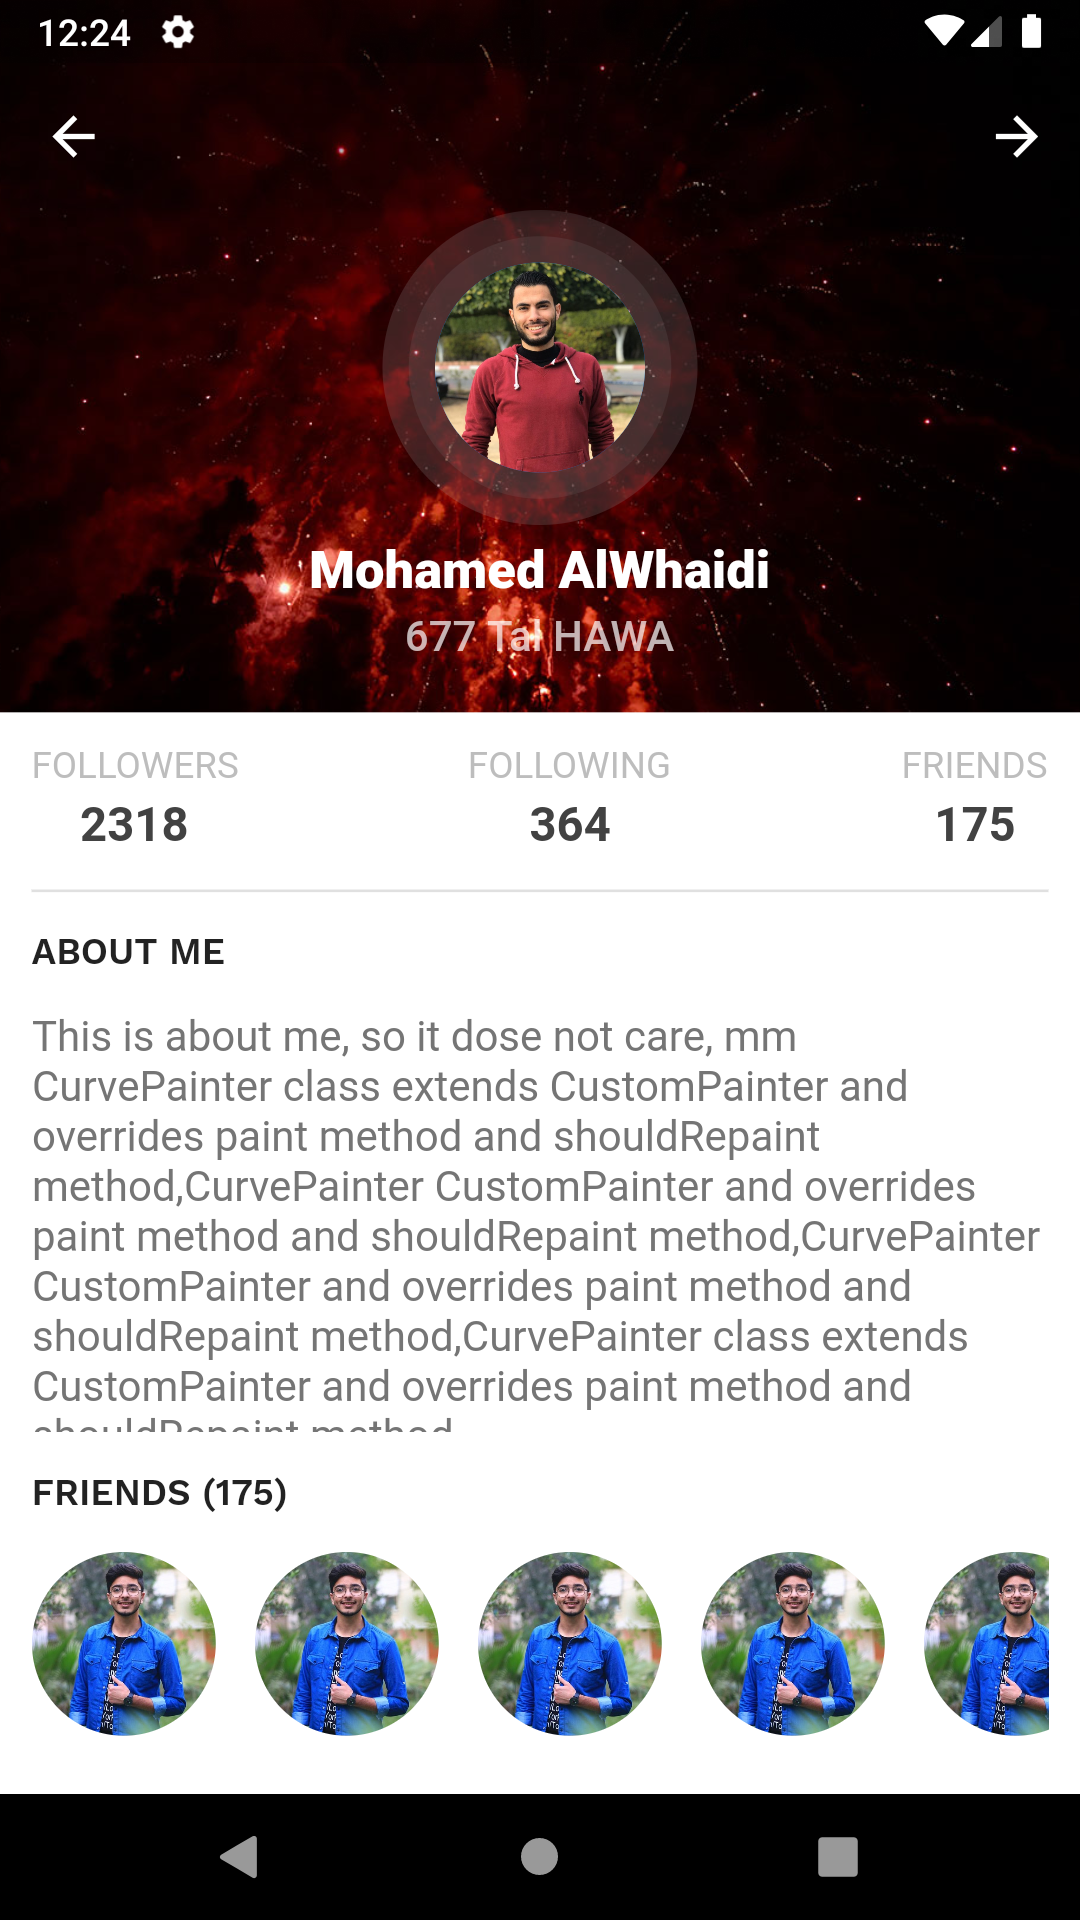 12:24
Mohamed AlWhaidi
677 Tal HAWA
FOLLOWERS FOLLOWING FRIENDS
2318 364 175
ABOUT ME
This is about me, so it dose not care, mm
CurvePainter class extends CustomPainter and
overrides paint method and shouldRepaint
method,CurvePainter CustomPainter and overrides
paint method and shouldRepaint method,CurvePainter
CustomPainter and overrides paint method and
shouldRepaint method,CurvePainter class extends
CustomPainter and overrides paint method and
shouldRepaint method
FRIENDS (175)